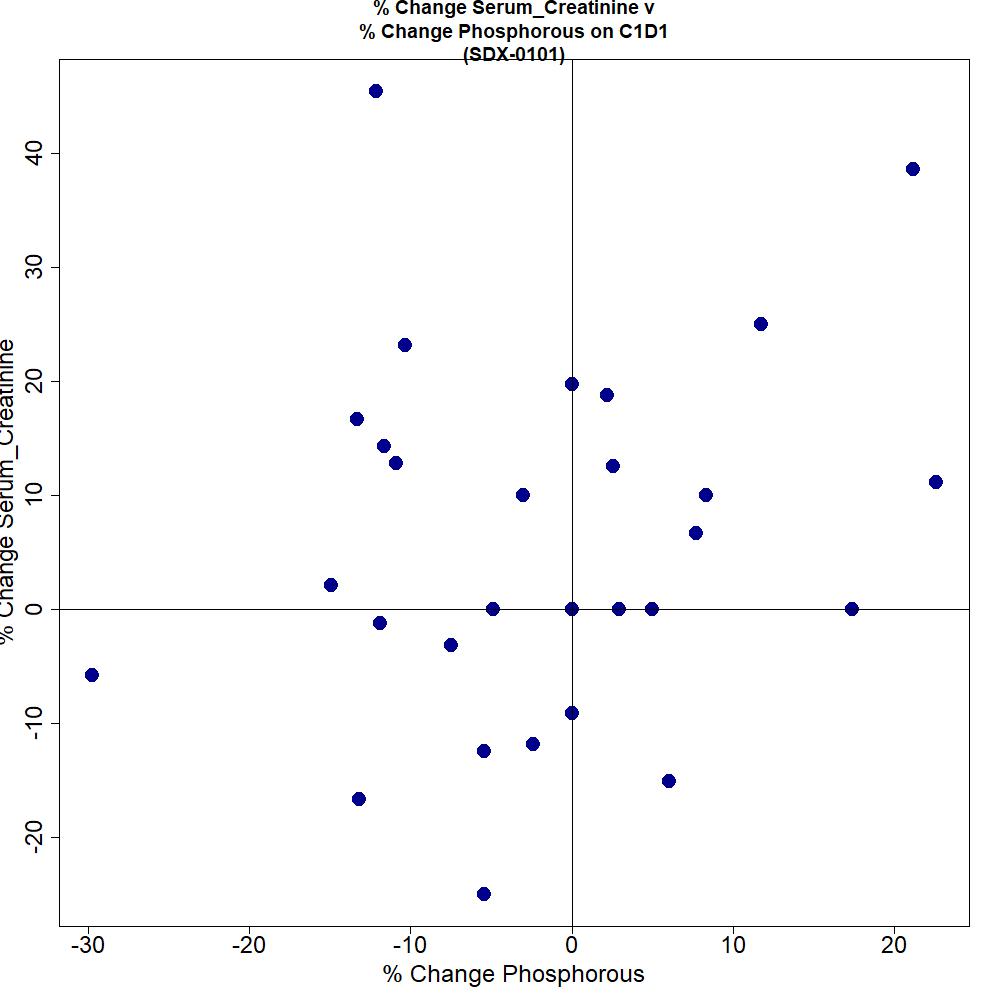 % Change Serum_Creatinine v
% Change Phosphorous on C1D1
(SDX-0101)
% Change Serum_Creatinine
40
30
20
10
0
-10
-20
-30
-20
-10
0
10
20
% Change Phosphorous